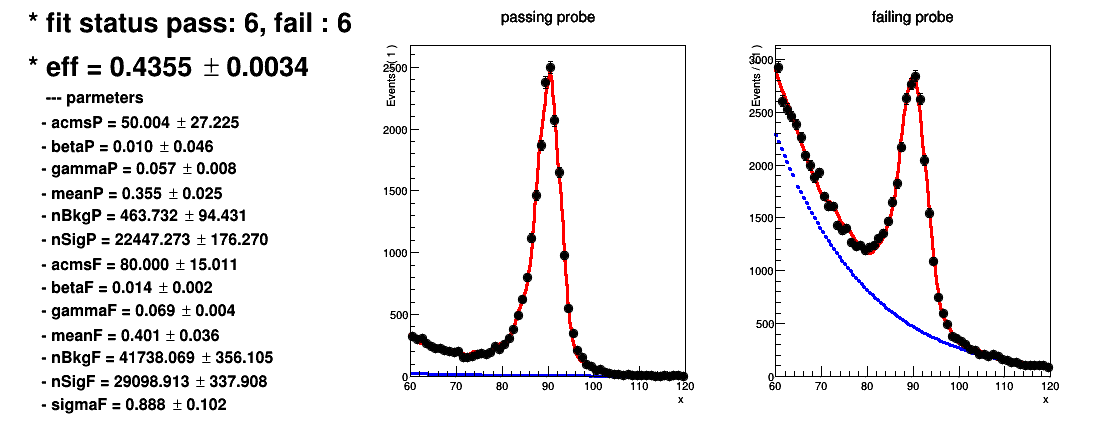 * fit status pass: 6, fail : 6
* eff = 0.4355 ± 0.0034
--- parmeters
- acmsP = 50.004 ± 27.225
- betaP = 0.010 ± 0.046
- gammaP = 0.057 ± 0.008
- meanP = 0.355 ± 0.025
- nBkgP = 463.732 ± 94.431
- nSigP = 22447.273 ± 176.270
- acmsF = 80.000 ± 15.011
- betaF = 0.014 ± 0.002
- gammaF = 0.069 ± 0.004
- meanF = 0.401 ± 0.036
- nBkgF = 41738.069 ± 356.105
- nSigF = 29098.913 ± 337.908
- sigmaF = 0.888 ± 0.102
passing probe
Events / ( 1 )
2500
2000
1500
1000
500
0
60 70 80 90 100 110 120
x
failing probe
Events / ( 1 )
3000
2500
2000
1500
1000
500
0
60 70 80 90 100 110 120
x